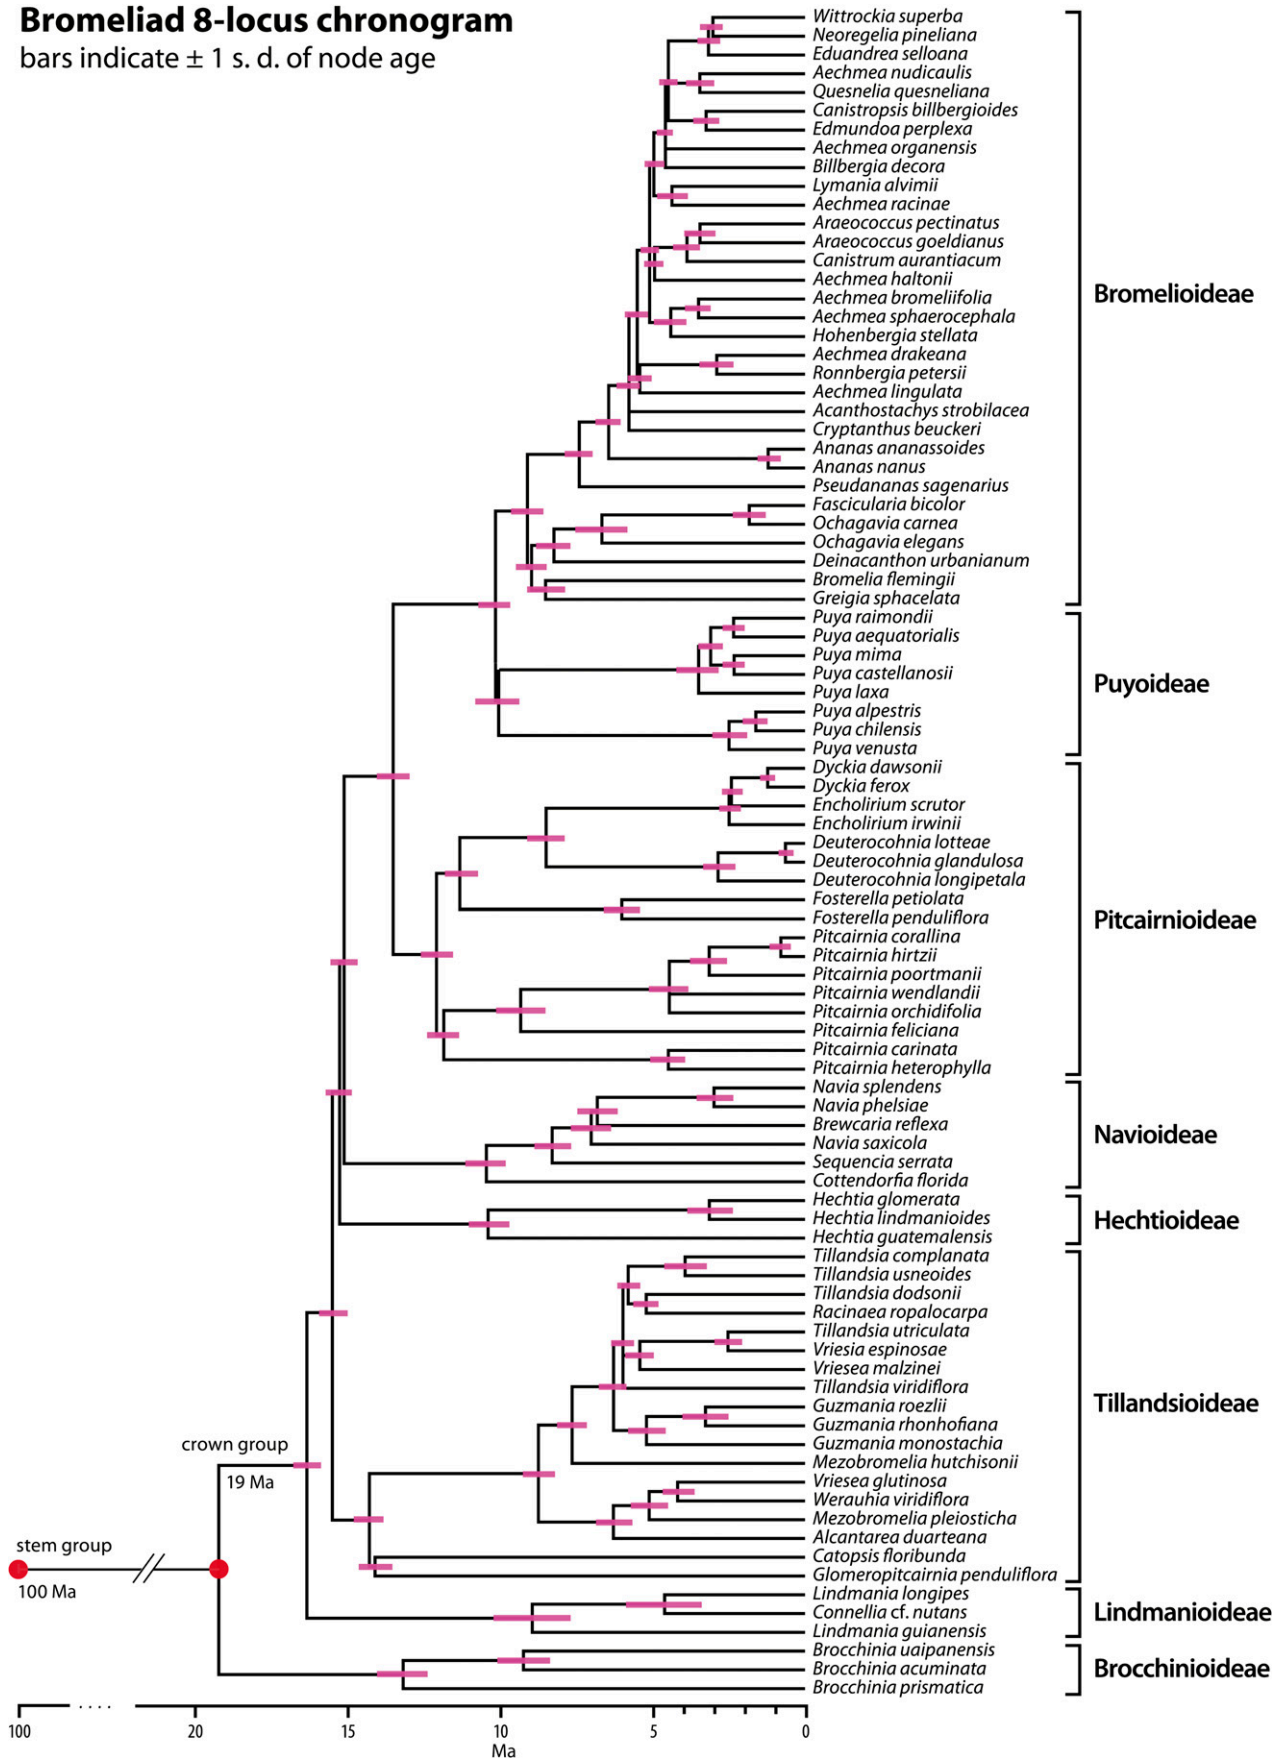 Bromeliad 8-locus chronogram
bars indicate ± 1 s. d. of node age
Wittrockia superba
Neoregelia pineliana
Eduandrea selloana
Aechmea nudicaulis
Quesnelia quesneliana
Canistropsis billbergioides
Edmundoa perplexa
Aechmea organensis
Billbergia decora
Lymania alvimii
Aechmea racinae
Araeococcus pectinatus
Araeococcus goeldianus
Canistrum aurantiacum
Aechmea haltonii
Aechmea bromeliifolia
Aechmea sphaerocephala
Hohenbergia stellata
Aechmea drakeana
Ronnbergia petersii
Aechmea lingulata
Acanthostachys strobilacea
Cryptanthus beuckeri
Ananas ananassoides
Ananas nanus
Pseudananas sagenarius
Fascicularia bicolor
Ochagavia carnea
Ochagavia elegans
Deinacanthon urbanianum
Bromelia flemingii
Greigia sphacelata
Bromelioideae
Puya raimondii
Puya aequatorialis
Puya mima
Puya castellanosii
Puya laxa
Puya alpestris
Puya chilensis
Puya venusta
Puyoideae
Dyckia dawsonii
Dyckia ferox
Encholirium scrutor
Encholirium irwinii
Deuterocohnia lotteae
Deuterocohnia glandulosa
Deuterocohnia longipetala
Fosterella petiolata
Fosterella penduliflora
Pitcairnia corallina
Pitcairnia hirtzii
Pitcairnia poortmanii
Pitcairnia wendlandii
Pitcairnia orchidifolia
Pitcairnia feliciana
Pitcairnia carinata
Pitcairnia heterophylla
Pitcairnioideae
Navia splendens
Navia phelsiae
Brewcaria reflexa
Navia saxicola
Sequencia serrata
Cottendorfia florida
Navioideae
Hechtia glomerata
Hechtia lindmanioides
Hechtia guatemalensis
Hechtioideae
Tillandsia complanata
Tillandsia usneoides
Tillandsia dodsonii
Racinaea ropalocarpa
Tillandsia utriculata
Vriesia espinosae
Vriesea malzinei
Tillandsia viridiflora
Guzmania roezlii
Guzmania rhonhofiana
Guzmania monostachia
Mezobromelia hutchisonii
Vriesea glutinosa
Werauhia viridiflora
Mezobromelia pleiosticha
Alcantarea duarteana
Catopsis floribunda
Glomeropitcairnia penduliflora
Tillandsioideae
Lindmania longipes
Connellia cf. nutans
Lindmania guianensis
Lindmanioideae
Brocchinia uaipanensis
Brocchinia acuminata
Brocchinia prismatica
Brocchinioideae
crown group
19 Ma
stem group
100 Ma
100 20 15 10 5 0
Ma